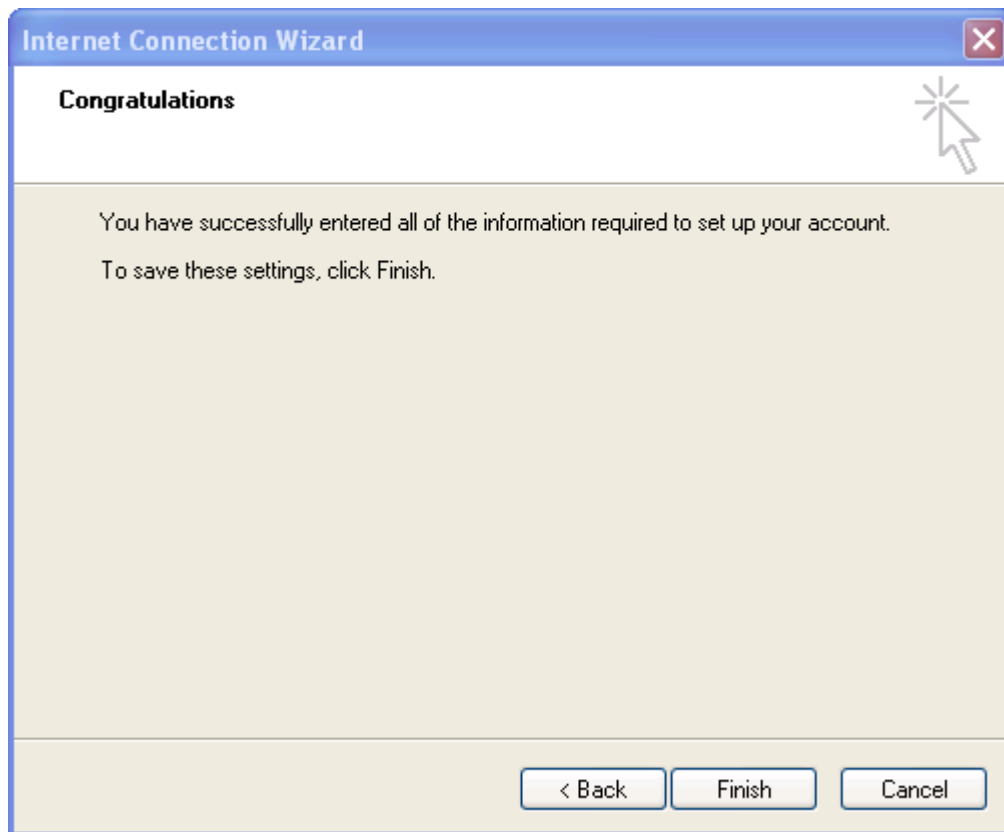 Internet Connection Wizard
Congratulations
You have successfully entered all of the information required to set up your account.
To save these settings, click Finish.
< Back
Finish
Cancel